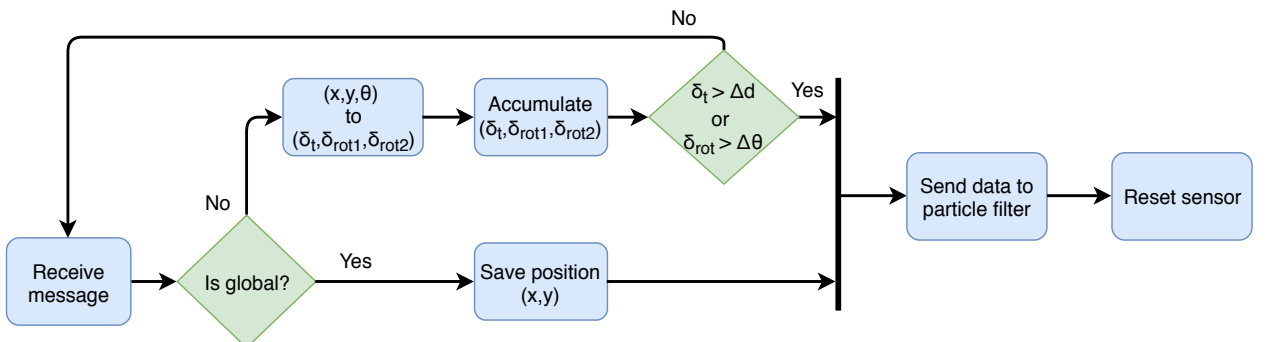 No
(x,y,θ)
to
(δt,δrot1,δrot2)
Accumulate
(δt,δrot1,δrot2)
δt > Δd
or
δrot > Δθ
Yes
No
Receive
message
Is global?
Yes
Save position
(x,y)
Send data to
particle filter
Reset sensor